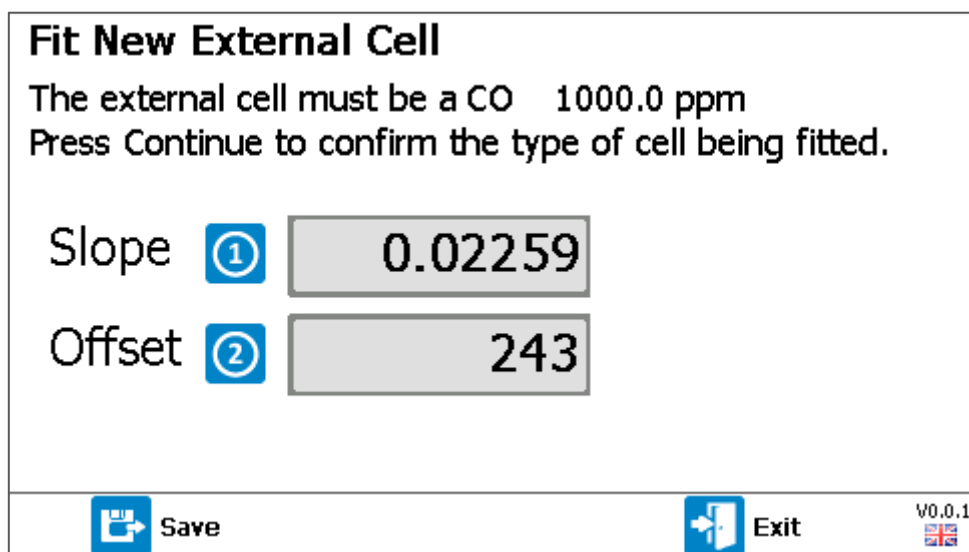 Fit New External Cell
The external cell must be a CO 1000.0 ppm
Press Continue to confirm the type of cell being fitted.
Slope 1 0.02259
Offset 2 243
Save Exit V0.0.1